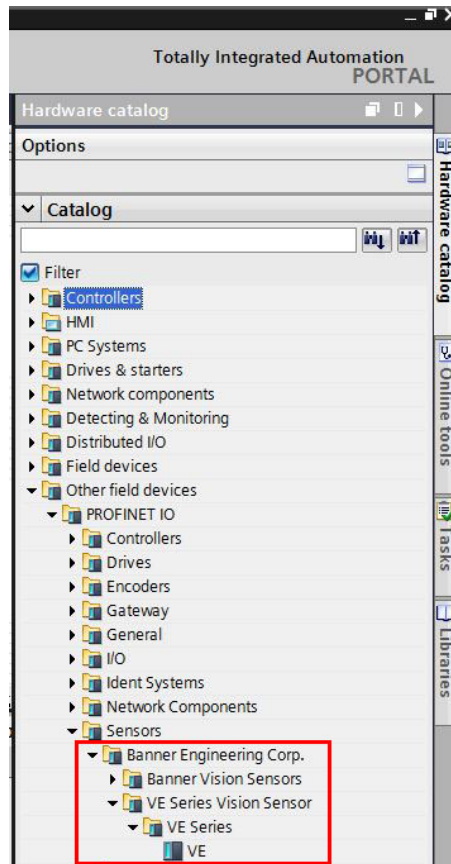 Totally Integrated Automation
PORTAL
Hardware catalog
Options
Catalog
Filter
Controllers
HMI
PC Systems
Drives & starters
Network components
Detecting & Monitoring
Distributed I/O
Field devices
Other field devices
PROFINET IO
Controllers
Drives
Encoders
Gateway
General
I/O
Ident Systems
Network Components
Sensors
Banner Engineering Corp.
Banner Vision Sensors
VE Series Vision Sensor
VE Series
VE
Hardware catalog
Online tools
Tasks
Libraries